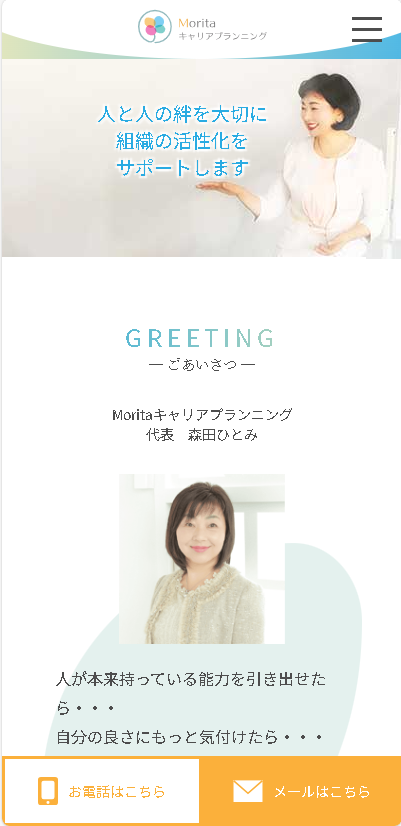 Morita
キャリアプランニング
人と人の絆を大切に
組織の活性化を
サポートします
GREETING
― ごあいさつ ―
Moritaキャリアプランニング
代表　森田ひとみ
人が本来持っている能力を引き出せた
ら・・・
自分の良さにもっと気付けたら・・・
お電話はこちら
メールはこちら